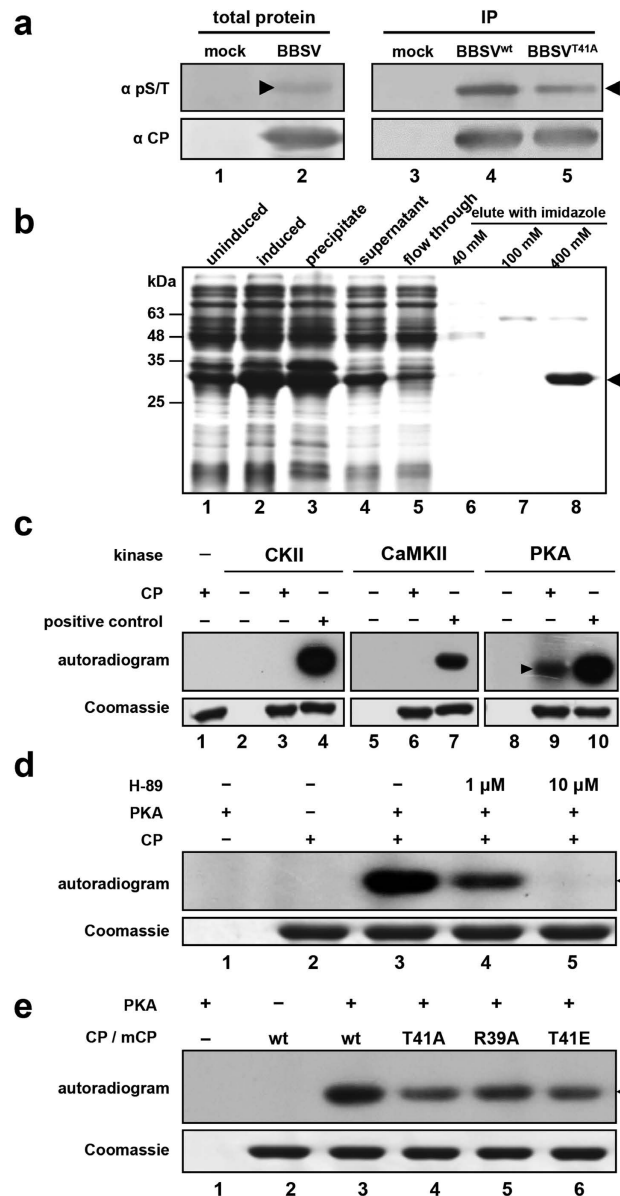 a
total protein IP
mock BBSV mock BBSVwt BBSVT41A
α pS/T
α CP
1 2 3 4 5
b
uninduced induced precipitate supernatant flow through 40 mM 100 mM 400 mM
elute with imidazole
kDa
63
48
35
25
1 2 3 4 5 6 7 8
c
kinase – CKII CaMKII PKA
CP + – + – + – +
positive control – – – + – – + – – +
autoradiogram
Coomassie
1 2 3 4 5 6 7 8 9 10
d
H-89 – – – 1 μM 10 μM
PKA + – + + +
CP – + + + +
autoradiogram
Coomassie
1 2 3 4 5
e
PKA + – + + + +
CP / mCP – wt wt T41A R39A T41E
autoradiogram
Coomassie
1 2 3 4 5 6